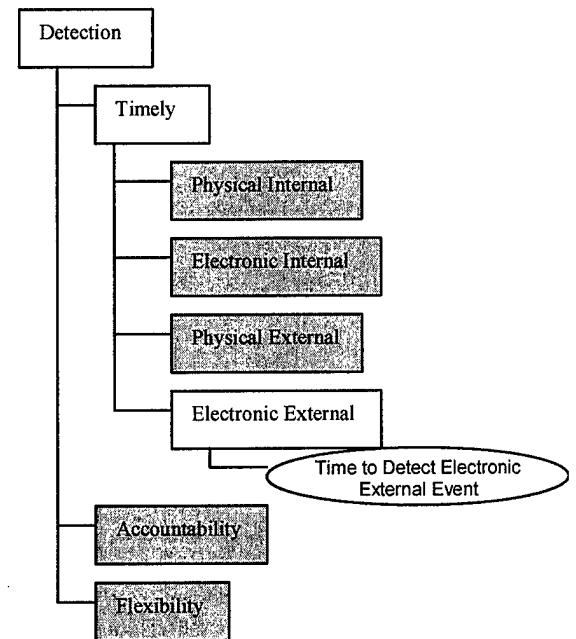 Detection
Timely
Physical Internal
Electronic Internal
Physical External
Electronic External
Time to Detect Electronic
External Event
Accountability
Flexibility